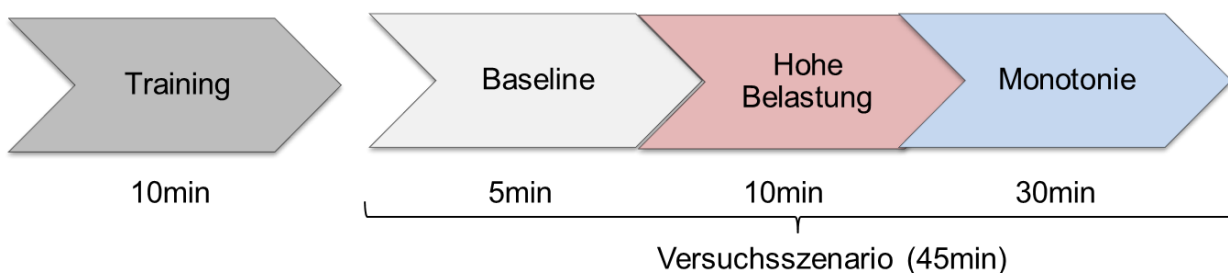 Training
Baseline
Hohe
Belastung
Monotonie
10min
5min
10min
30min
Versuchsszenario (45min)